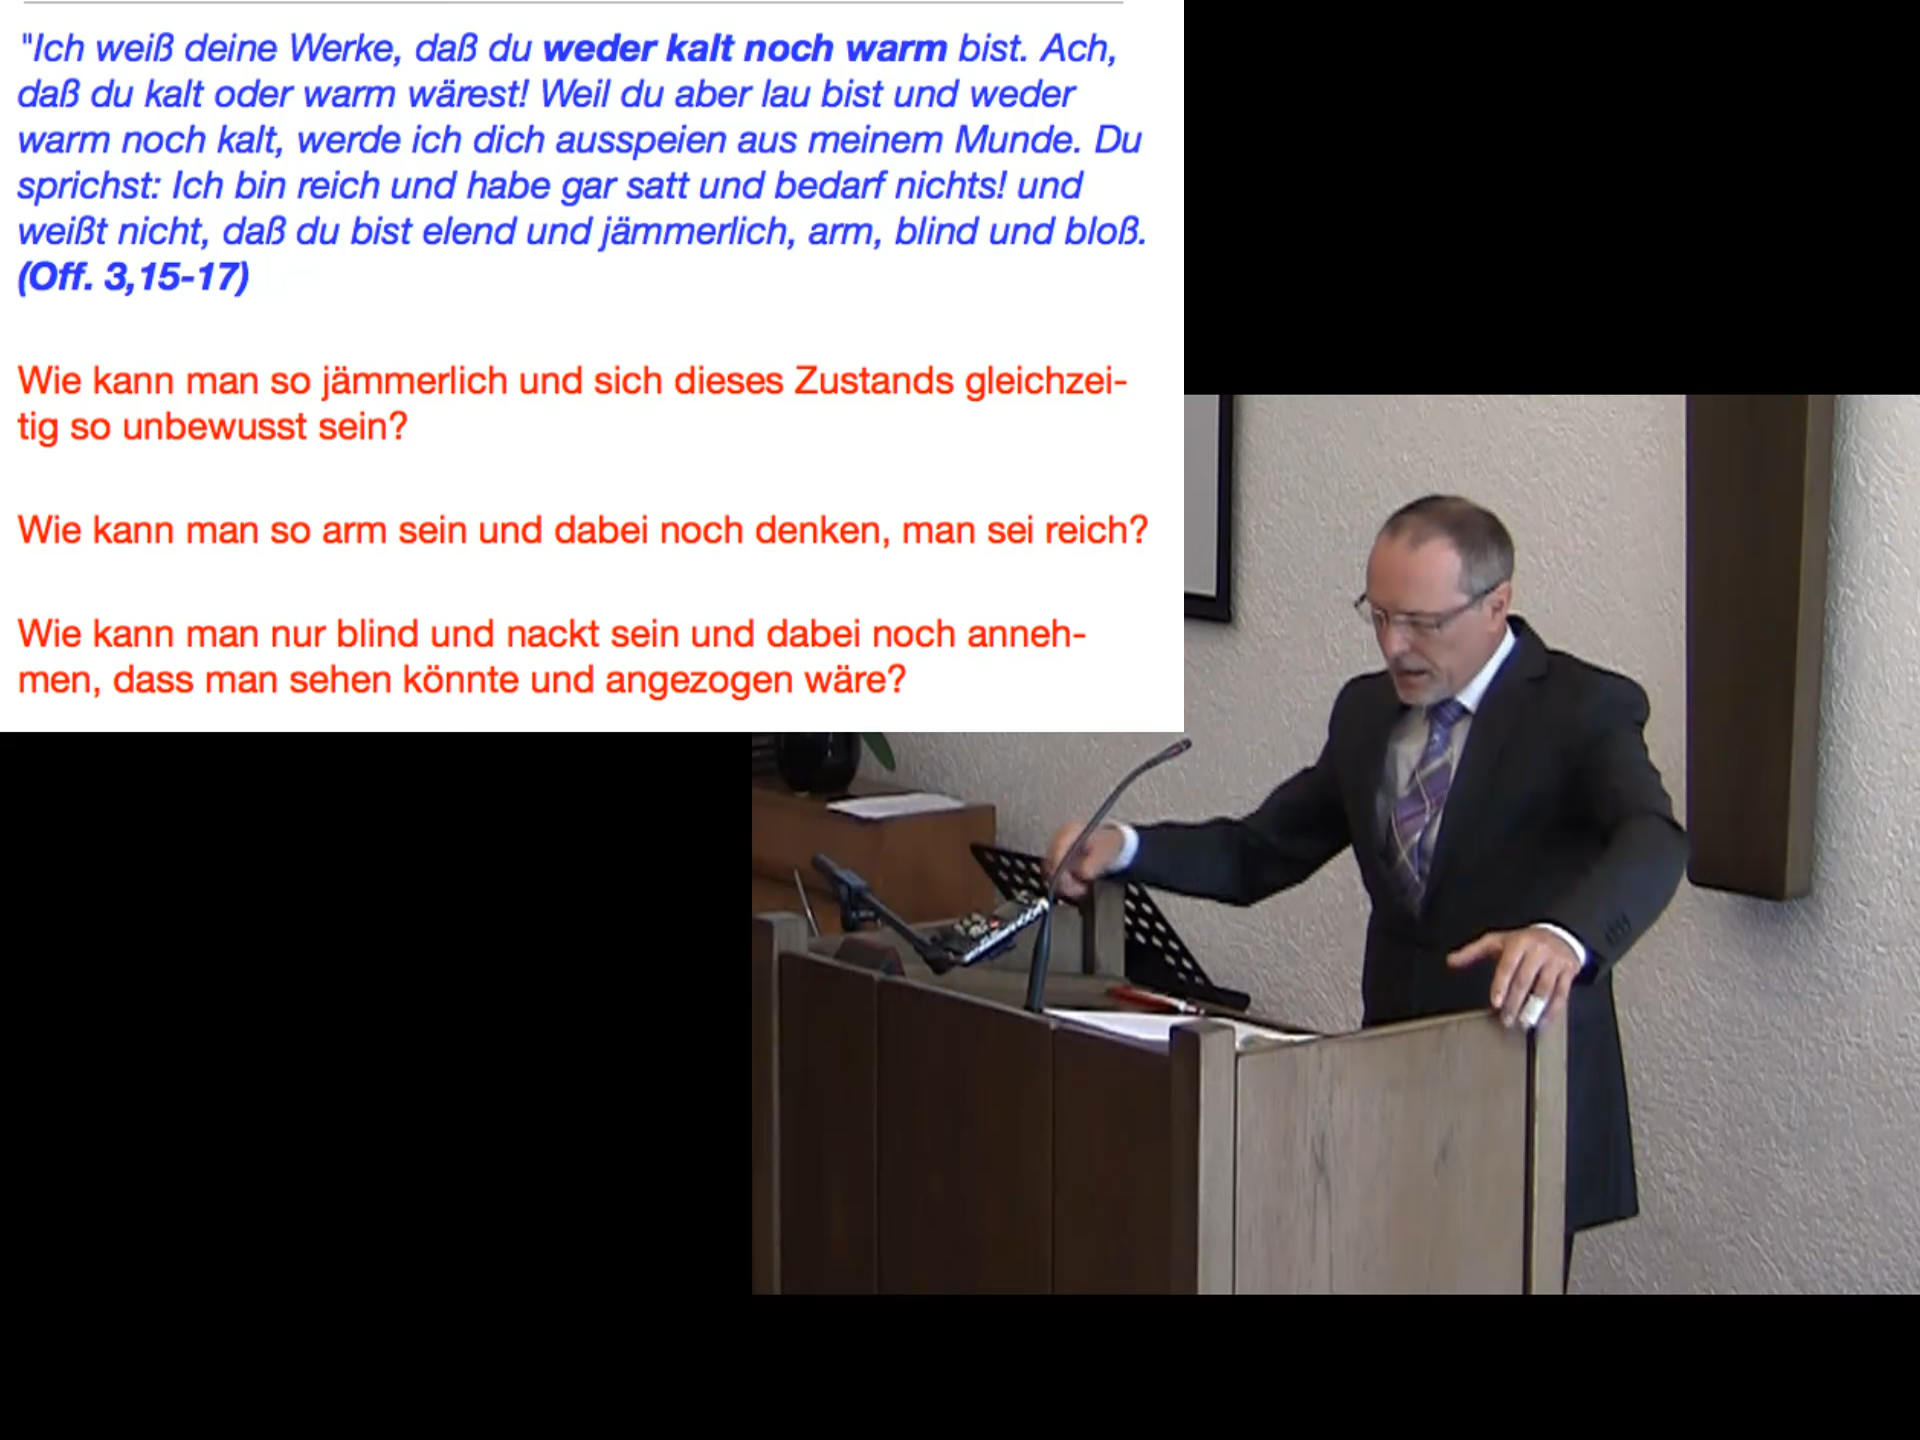 "Ich weiß deine Werke, daß du weder kalt noch warm bist. Ach,
daß du kalt oder warm wärest! Weil du aber lau bist und weder
warm noch kalt, werde ich dich ausspeien aus meinem Munde. Du
sprichst: Ich bin reich und habe gar satt und bedarf nichts! und
weißt nicht, daß du bist elend und jämmerlich, arm, blind und bloß.
(Off. 3,15-17)
Wie kann man so jämmerlich und sich dieses Zustands gleichzei-
tig so unbewusst sein?
Wie kann man so arm sein und dabei noch denken, man sei reich?
Wie kann man nur blind und nackt sein und dabei noch anneh-
men, dass man sehen könnte und angezogen wäre?